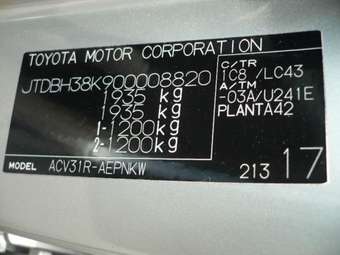 TOYOTA MOTOR CORPORATION
JTDBH38K900008820
1935 kg
1935 kg
1-1200kg
2-1200kg
C/TR
1C8 /LC43
A/TM
-03A/U241E
PLANTA42
MODEL ACV31R-AEPNKW
213 17